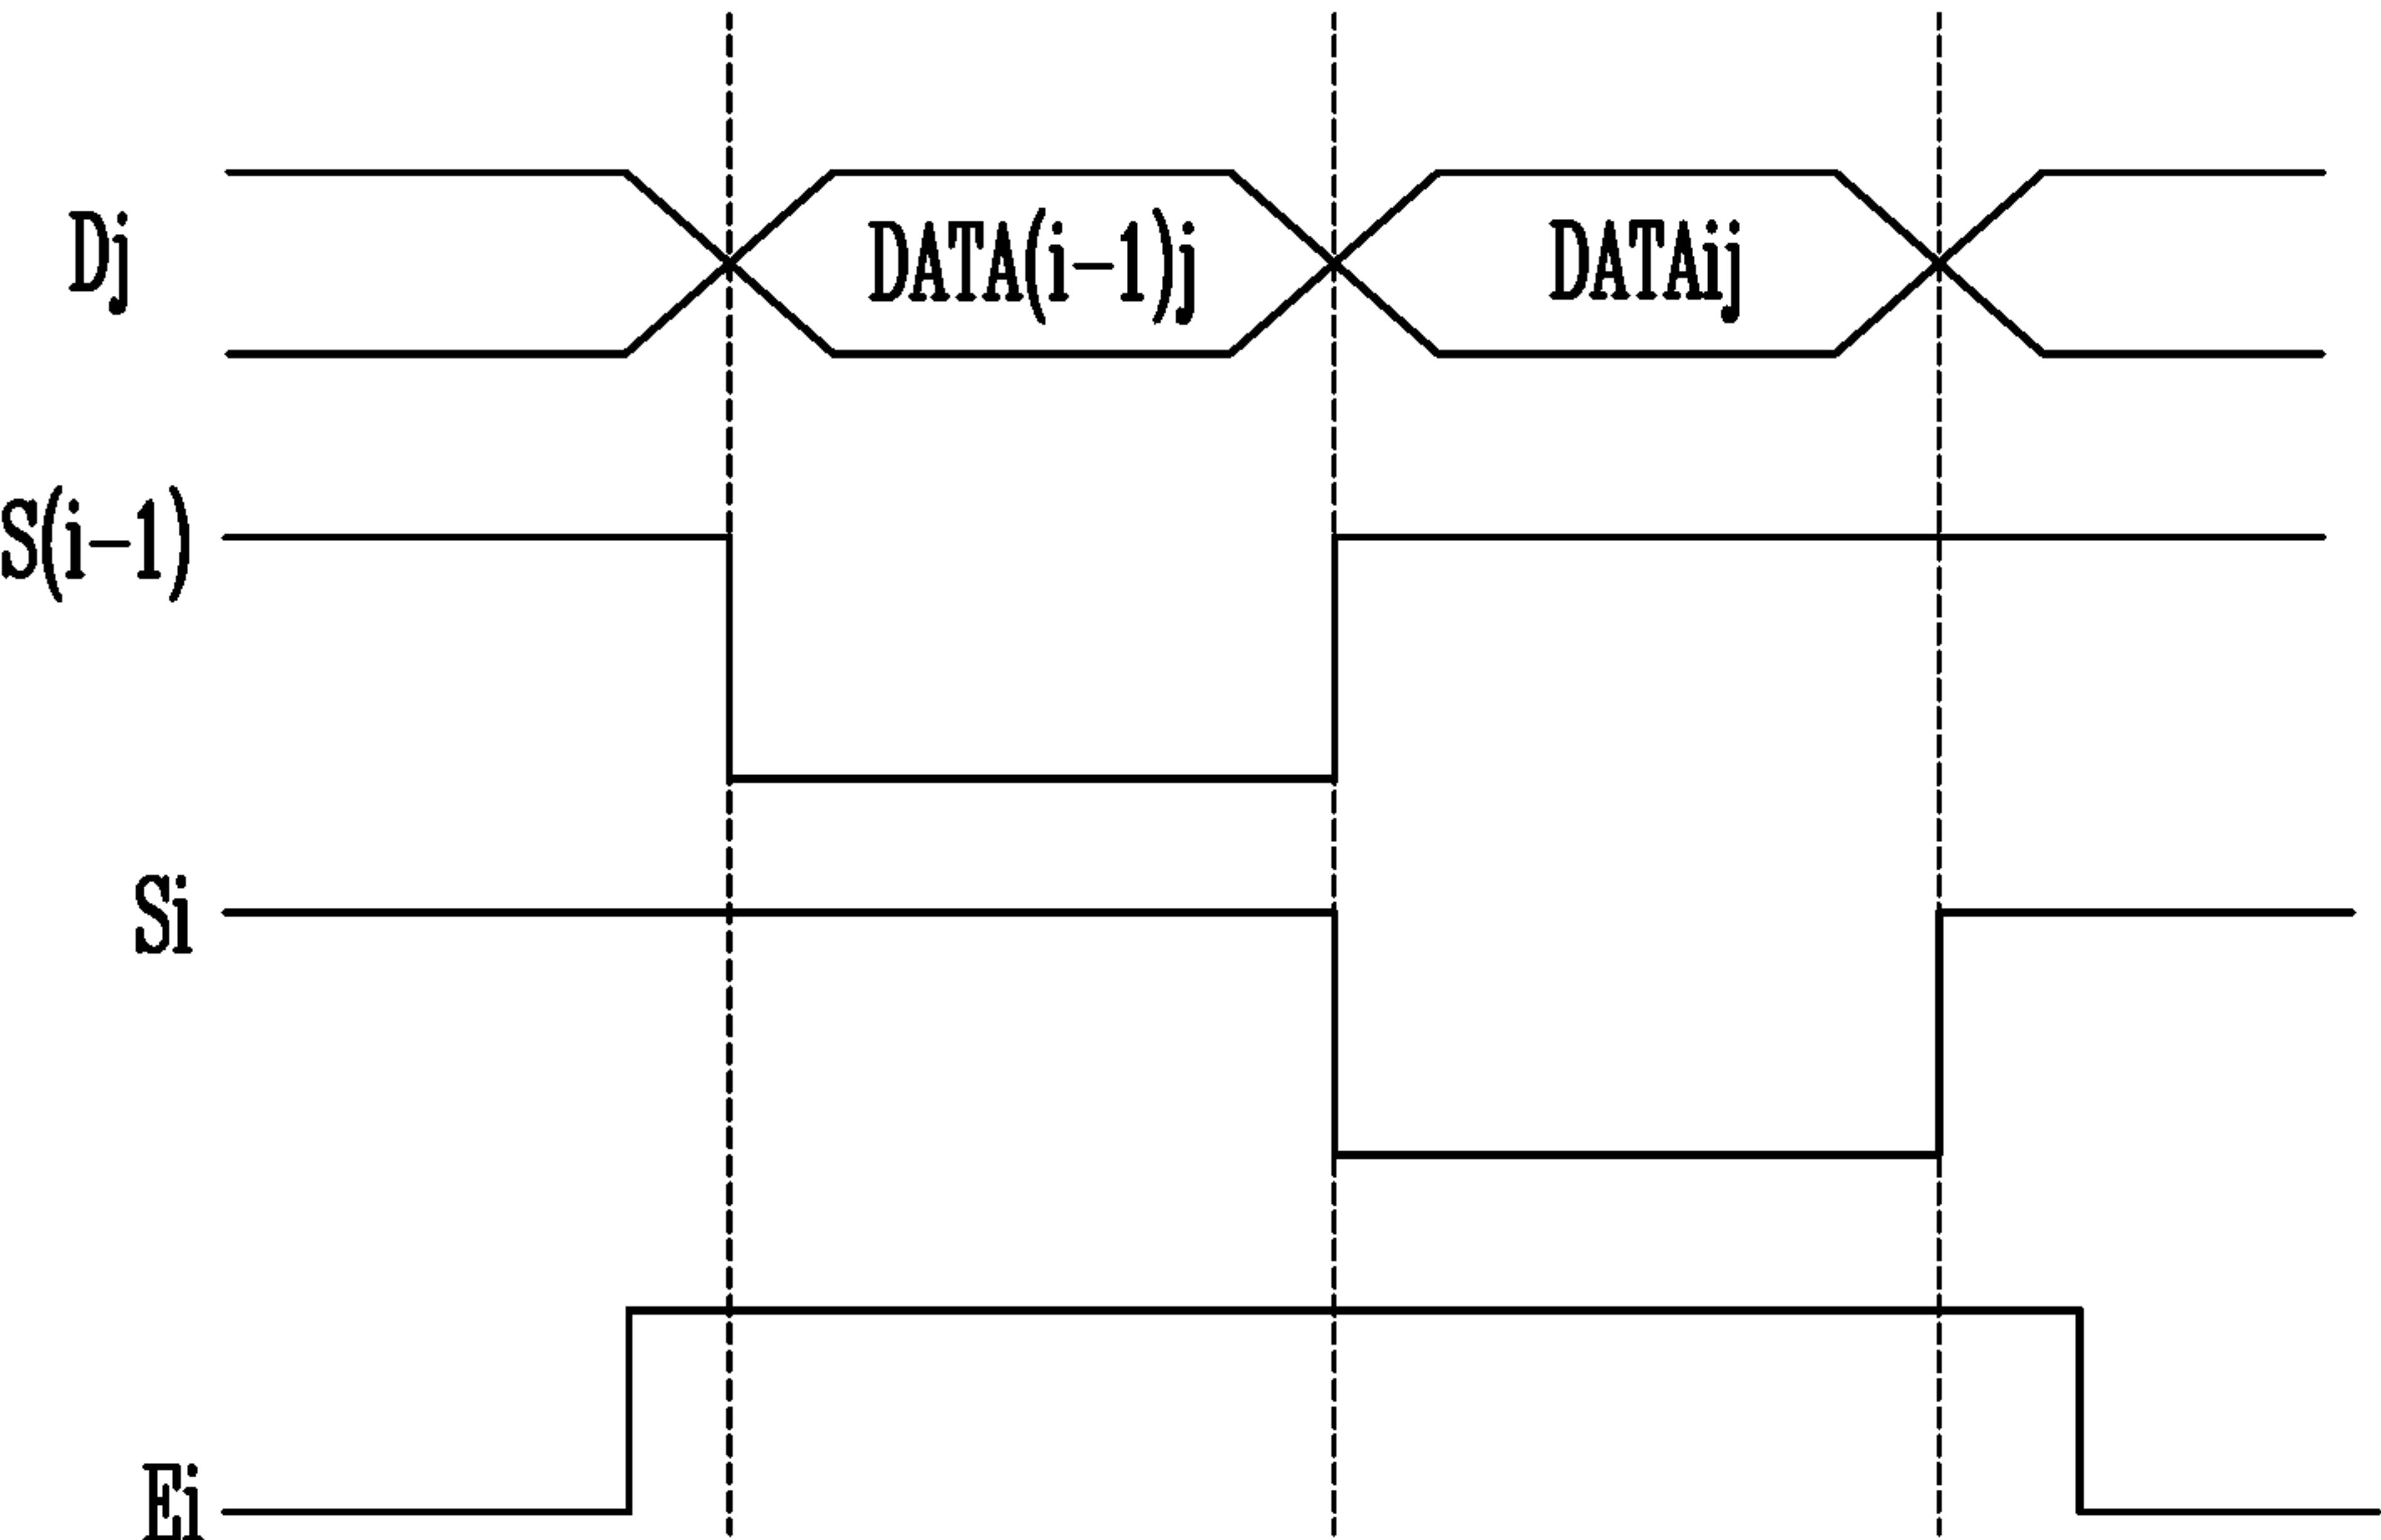 Dj
DATA(i-1)j
DATAij
S(i-1)
Si
Ei